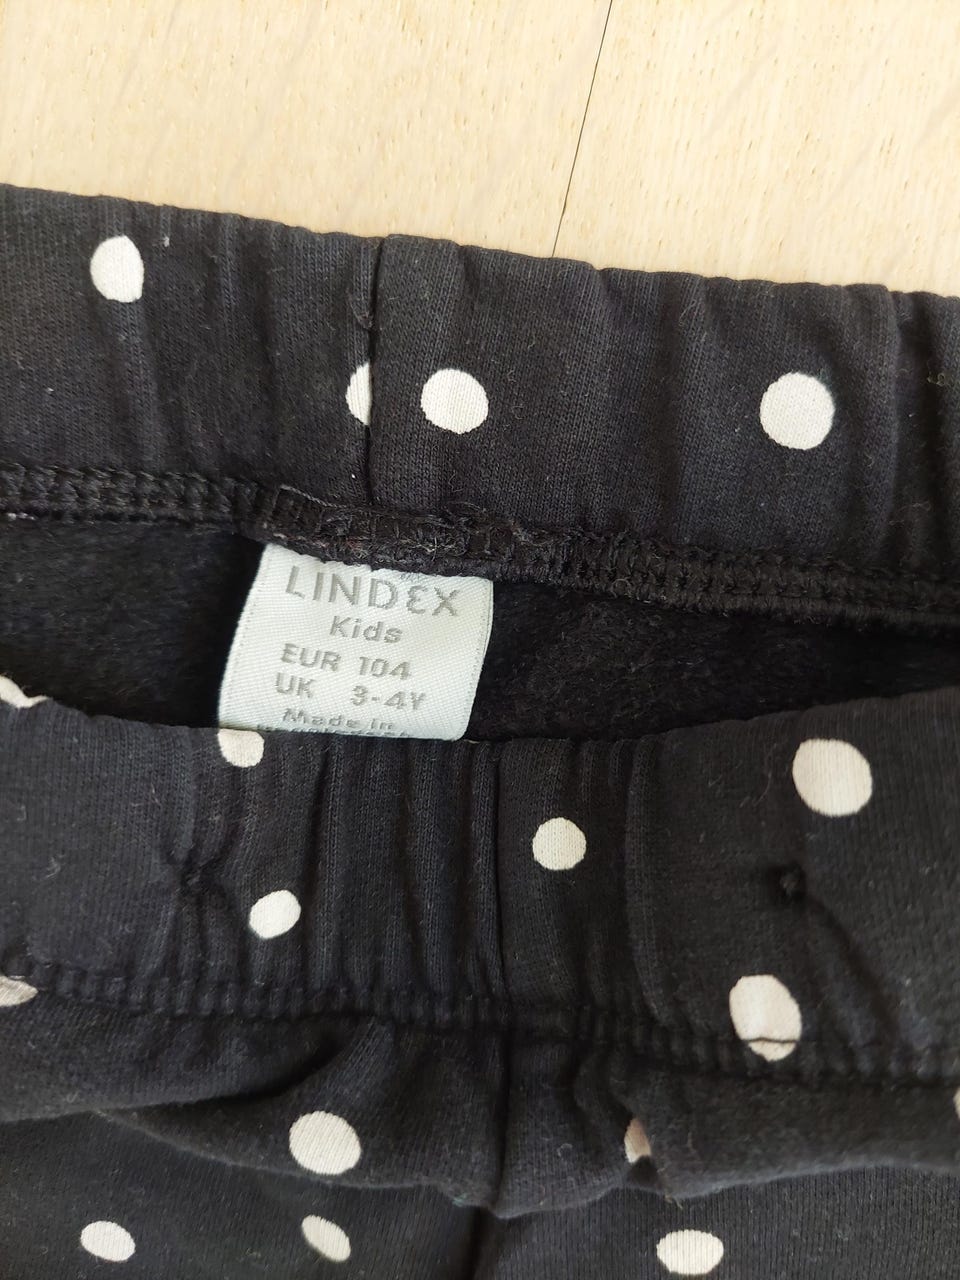 LINDEX
Kids
EUR 104
UK 3-4Y
Made in